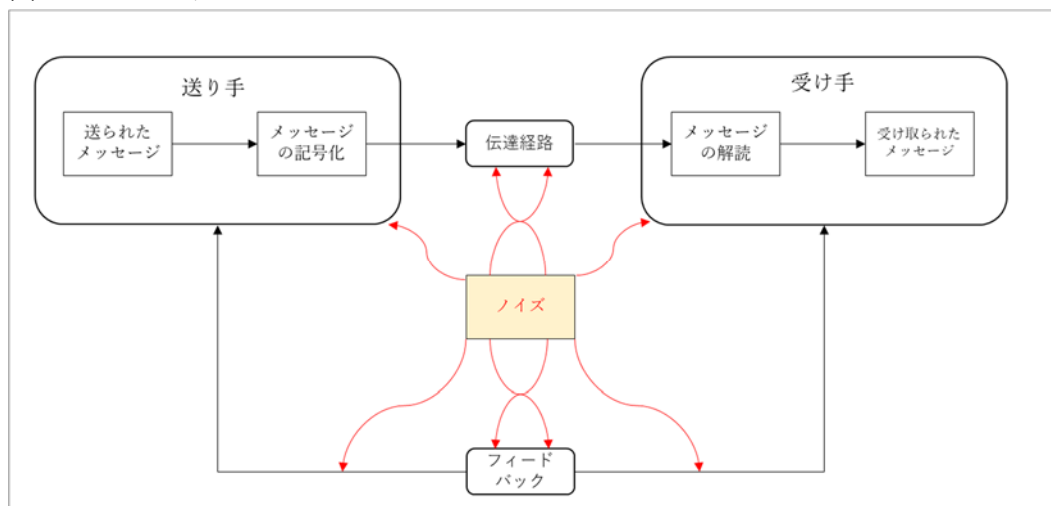 送り手
送られた
メッセージ
メッセージ
の記号化
伝達経路
受け手
メッセージ
の解読
受け取られた
メッセージ
ノイズ
フィード
バック